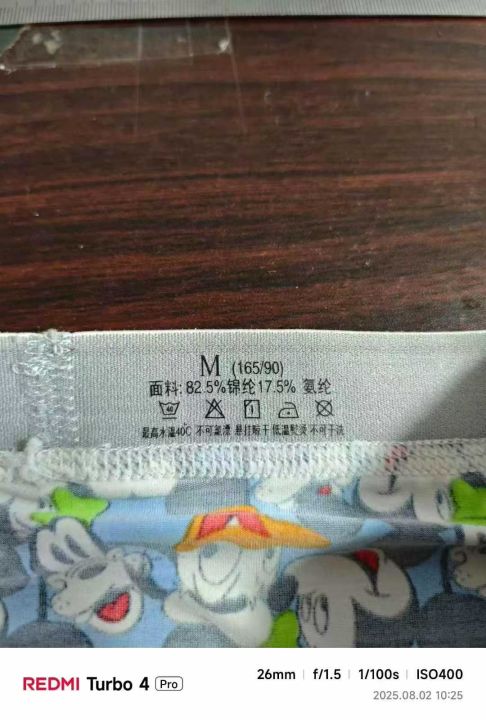 M (165/90)
面料: 82.5%锦纶17.5% 氨纶
40
最高水温40C 不可氯漂 悬挂晾干 低温熨烫 不可干洗
REDMI Turbo 4 Pro
26mm f/1.5 1/100s ISO400
2025.08.02 10:25